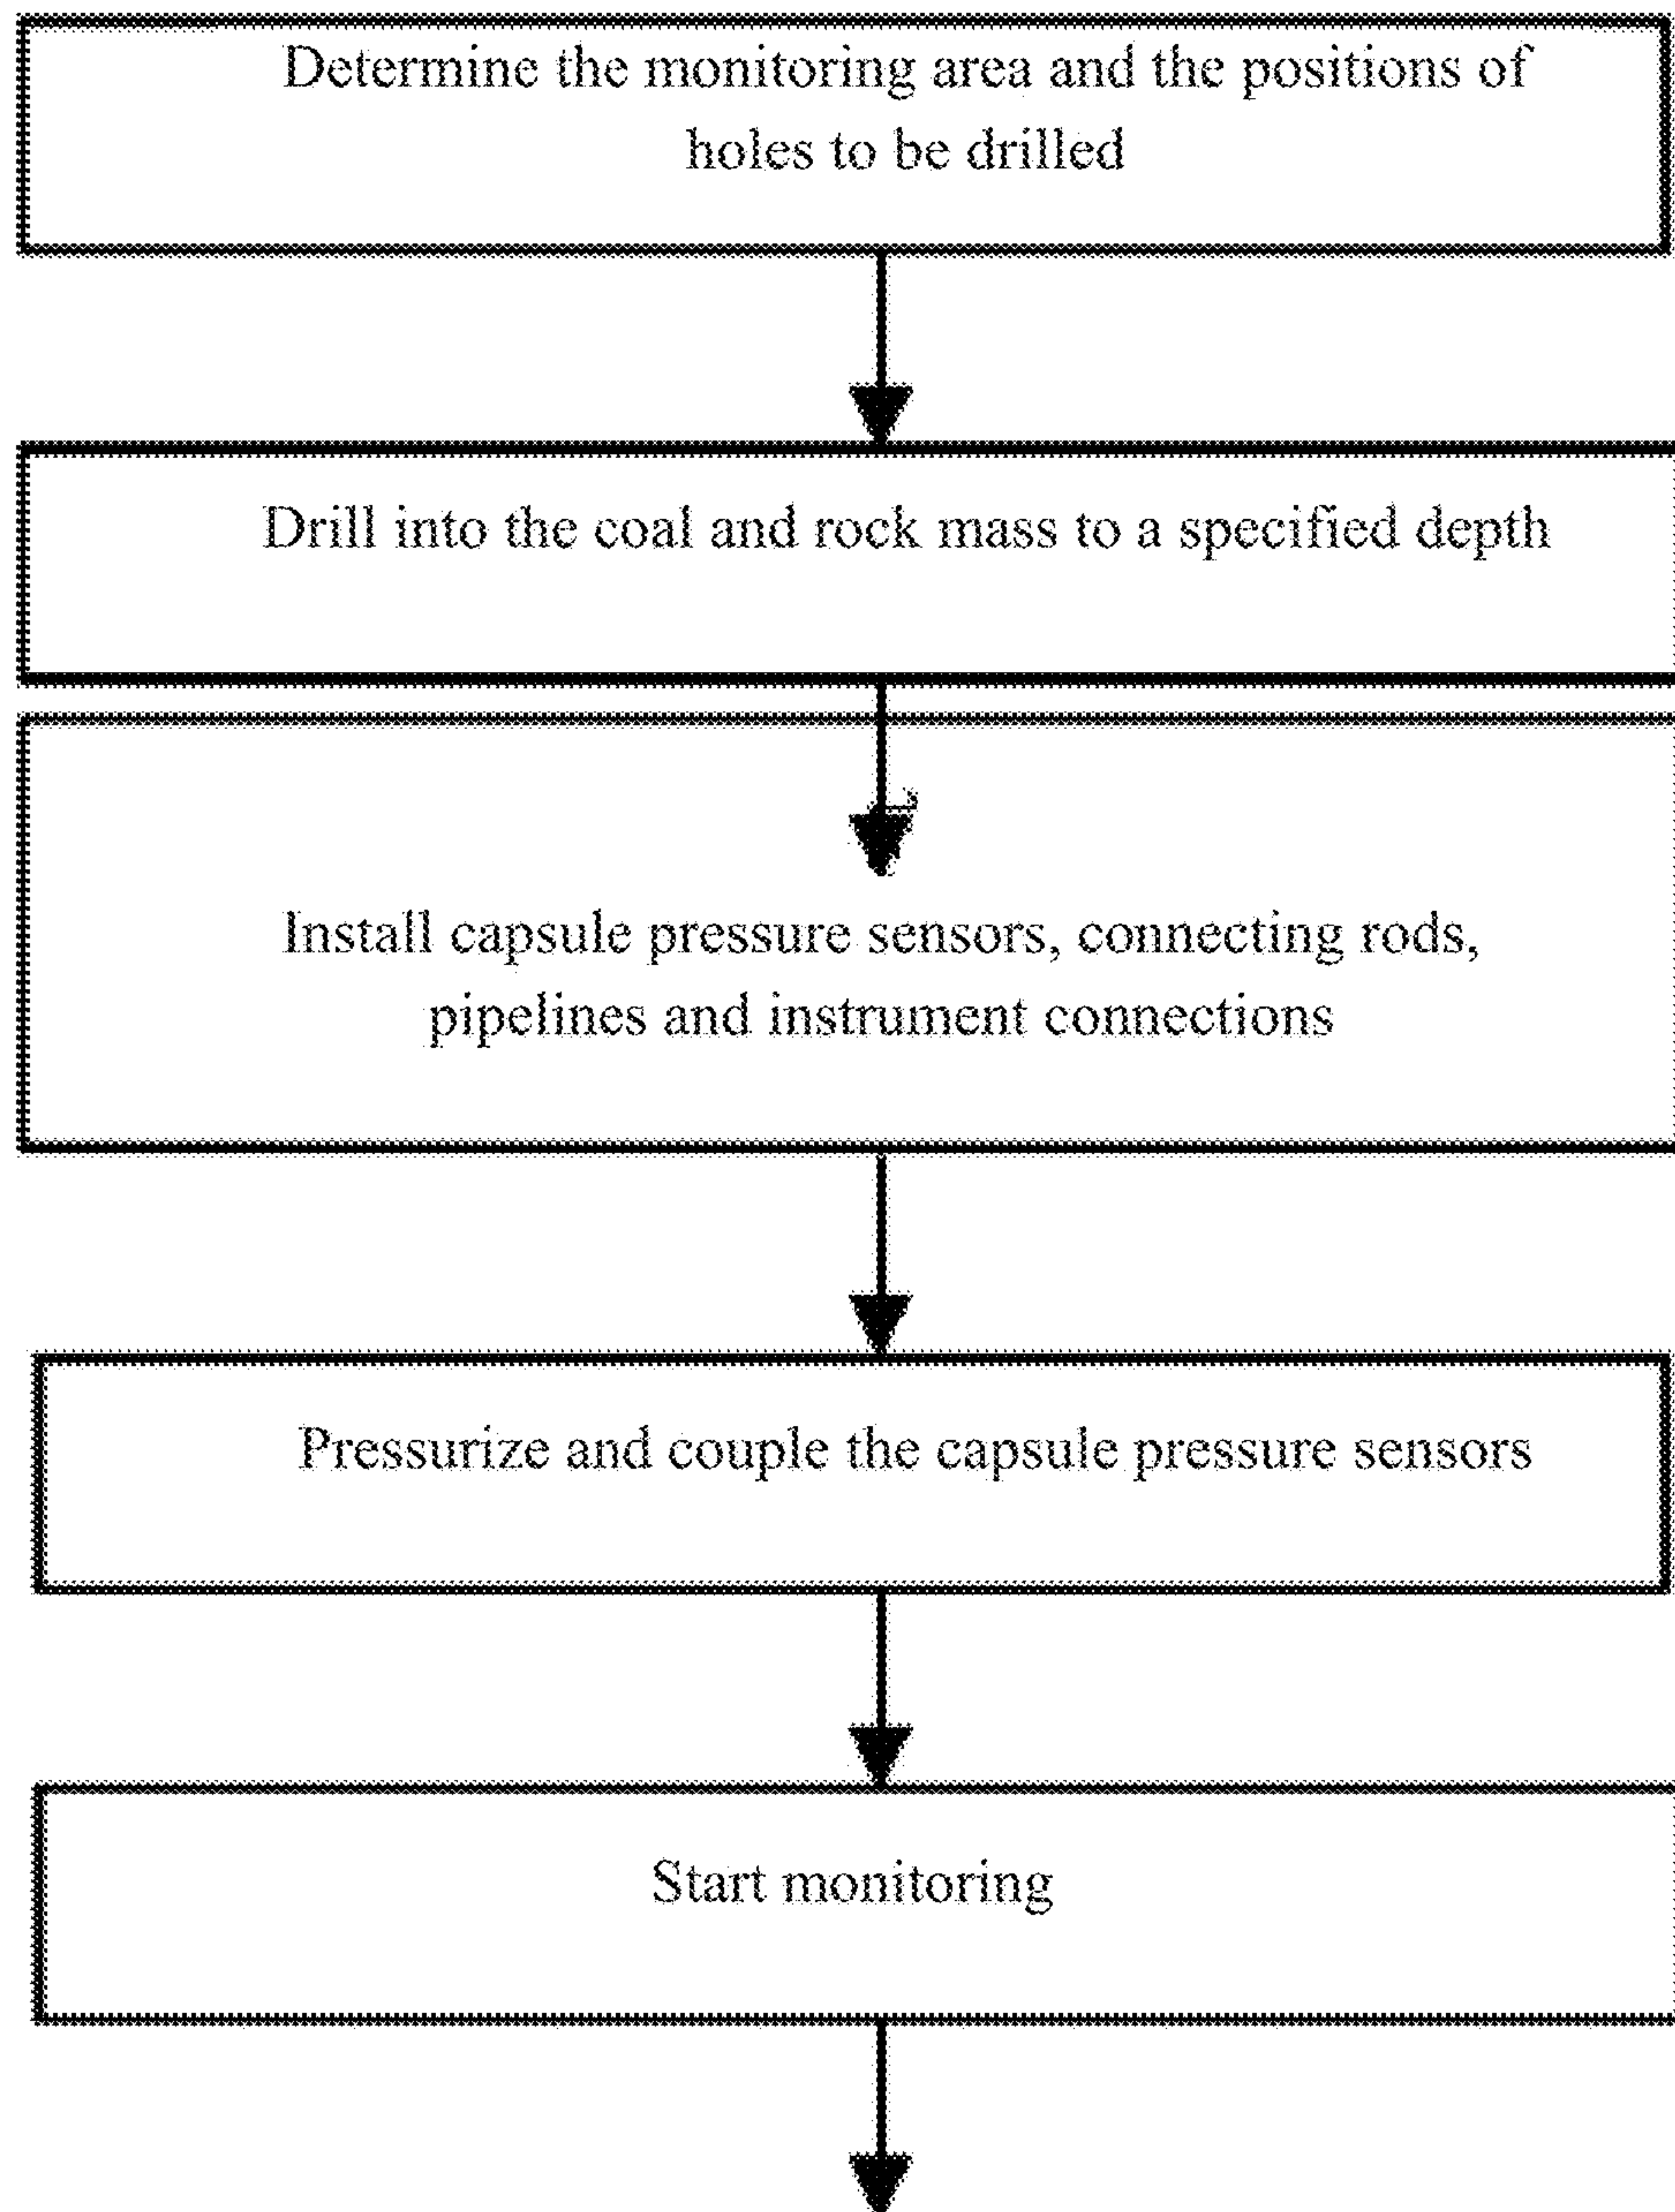 Determine the monitoring area and the positions of
holes to be drilled
Drill into the coal and rock mass to a specified depth
Install capsule pressure sensors, connecting rods,
pipelines and instrument connections
Pressurize and couple the capsule pressure sensors
Start monitoring